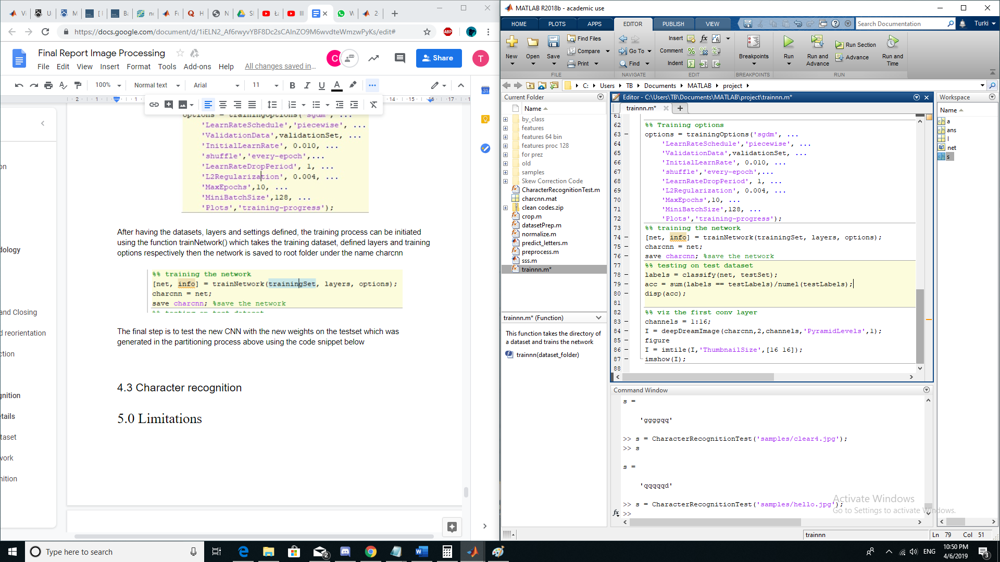 https://docs.google.com/document/d/1iELN2_Af6rwyvYBF8Dc2sCAInZO9M6wvdteWmzwPyKs/edit#
Final Report Image Processing
File Edit View Insert Format Tools Add-ons Help All changes saved in...
Share
C
T
100% Normal text Arial 11
options = trainingOptions('sgdm', ...
'LearnRateSchedule','piecewise', ...
'ValidationData',validationSet, ...
'InitialLearnRate', 0.010, ...
'shuffle','every-epoch',...
'LearnRateDropPeriod', 1, ...
'L2Regularization', 0.004, ...
'MaxEpochs',10, ...
'MiniBatchSize',128, ...
'Plots','training-progress');
After having the datasets, layers and settings defined, the training process can be initiated
using the function trainNetwork() which takes the training dataset, defined layers and training
options respectively then the network is saved to root folder under the name charcnn
%% training the network
[net, info] = trainNetwork(trainingSet, layers, options);
charcnn = net;
save charcnn; %save the network
%% testing on test dataset
The final step is to test the new CNN with the new weights on the testset which was
generated in the partitioning process above using the code snippet below
4.3 Character recognition
5.0 Limitations
and Closing
d reorientation
MATLAB R2018b - academic use
HOME PLOTS APPS EDITOR PUBLISH VIEW
Search Documentation
Turki
New Open Save
Find Files
Compare
Print
Go To
Find
Insert
Comment
Indent
Breakpoints
Run
Run and Advance
Run Section
Advance
Run and Time
FILE NAVIGATE EDIT BREAKPOINTS RUN
C: Users TB Documents MATLAB project
Current Folder
Name
by_class
features
features 64 bin
features proc 128
for prez
old
samples
Skew Correction Code
CharacterRecognitionTest.m
charcnn.mat
clean codes.zip
crop.m
datasetPrep.m
normalize.m
predict_letters.m
preprocess.m
sss.m
trainnn.m*
trainnn.m* (Function)
This function takes the directory of
a dataset and trains the network
trainnn(dataset_folder)
Editor - C:\Users\TB\Documents\MATLAB\project\trainnn.m*
trainnn.m*
61
62 %% Training options
63 options = trainingOptions('sgdm', ...
64 'LearnRateSchedule','piecewise', ...
65 'ValidationData',validationSet, ...
66 'InitialLearnRate', 0.010, ...
67 'shuffle','every-epoch',...
68 'LearnRateDropPeriod', 1, ...
69 'L2Regularization', 0.004, ...
70 'MaxEpochs',10, ...
71 'MiniBatchSize',128, ...
72 'Plots','training-progress');
73 %% training the network
74 [net, info] = trainNetwork(trainingSet, layers, options);
75 charcnn = net;
76 save charcnn; %save the network
77 %% testing on test dataset
78 labels = classify(net, testSet);
79 acc = sum(labels == testLabels)/numel(testLabels);
80 disp(acc);
81
82 %% viz the first conv layer
83 channels = 1:16;
84 I = deepDreamImage(charcnn,2,channels,'PyramidLevels',1);
85 figure
86 I = imtile(I,'ThumbnailSize',[16 16]);
87 imshow(I);
88
Command Window
s =
'ggggqq'
>> s = CharacterRecognitionTest('samples/clear4.jpg');
>> s
s =
'qqqqqd'
>> s = CharacterRecognitionTest('samples/hello.jpg');
>>
Workspace
Name
a
ans
I
net
s
Activate Windows
Go to Settings to activate Windows.
trainnn
Ln 79 Col 51
Type here to search
ENG
10:50 PM
4/6/2019